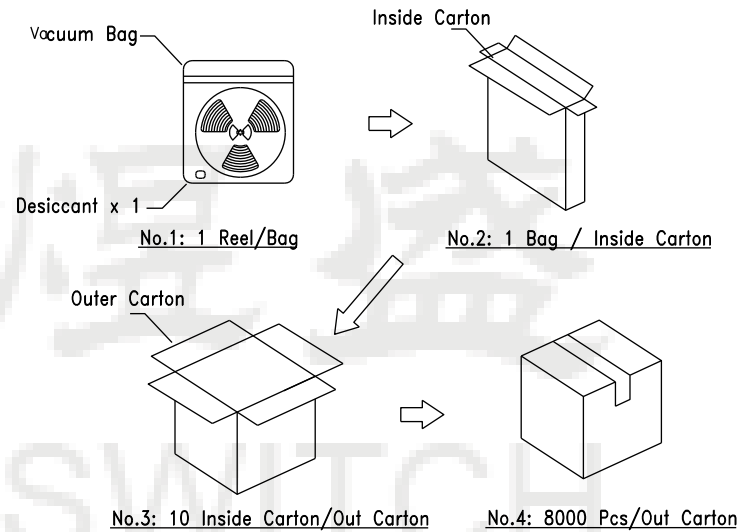 Vacuum Bag
Inside Carton
Desiccant x 1
No.1: 1 Reel/Bag
No.2: 1 Bag / Inside Carton
Outer Carton
No.3: 10 Inside Carton/Out Carton
No.4: 8000 Pcs/Out Carton
SWITCH